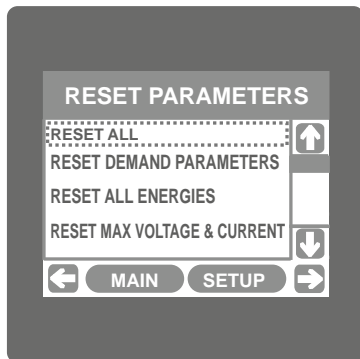 RESET PARAMETERS
RESET ALL
RESET DEMAND PARAMETERS
RESET ALL ENERGIES
RESET MAX VOLTAGE & CURRENT
MAIN SETUP